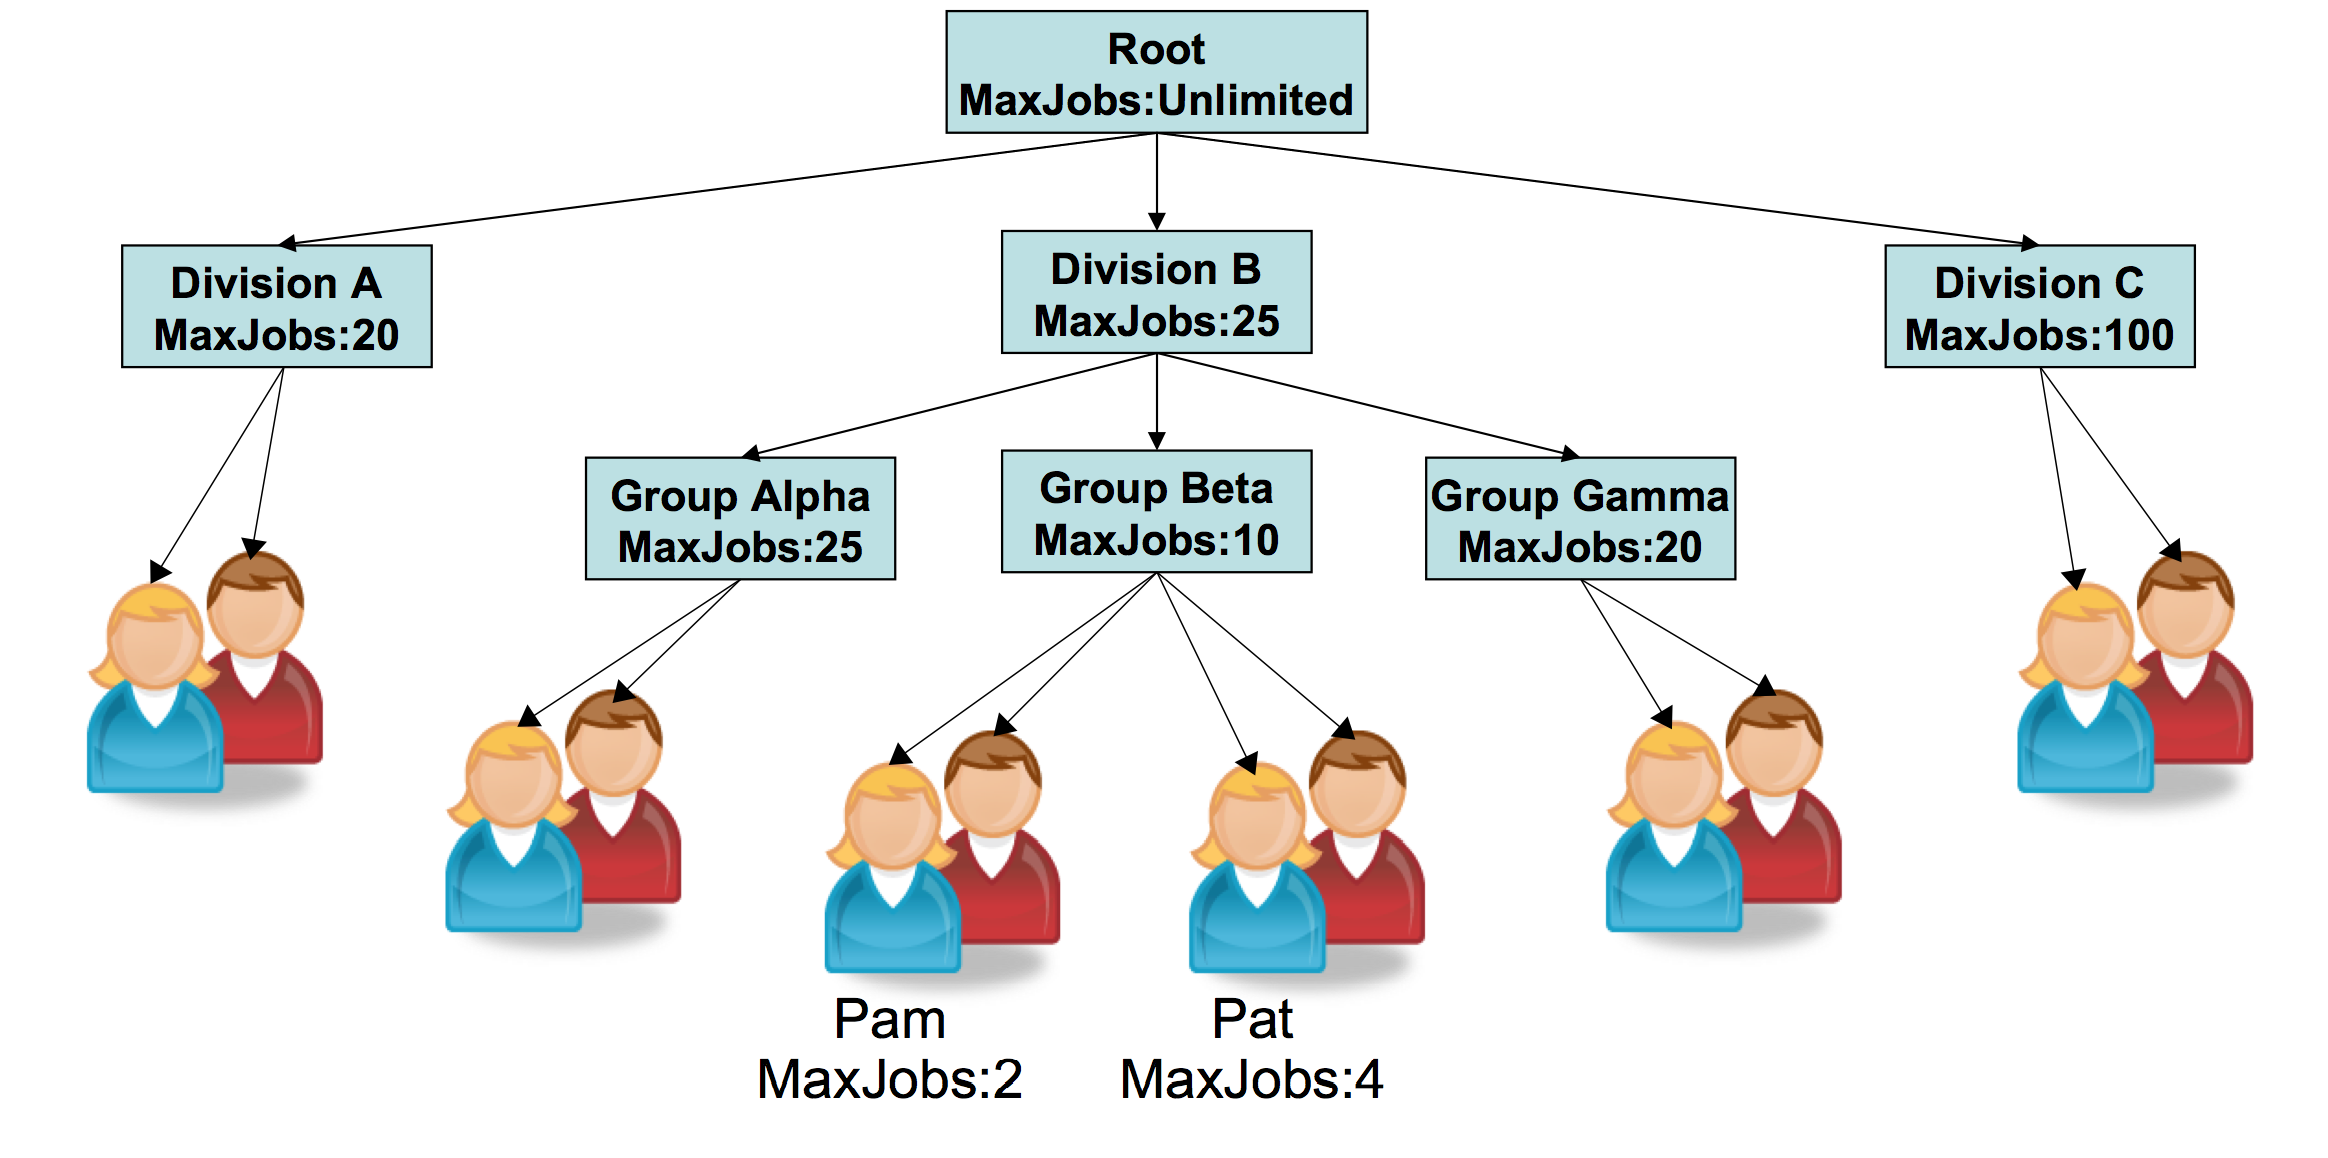 Root
MaxJobs:Unlimited
Division A
MaxJobs:20
Division B
MaxJobs:25
Division C
MaxJobs:100
Group Alpha
MaxJobs:25
Group Beta
MaxJobs:10
Group Gamma
MaxJobs:20
Pam
MaxJobs:2
Pat
MaxJobs:4